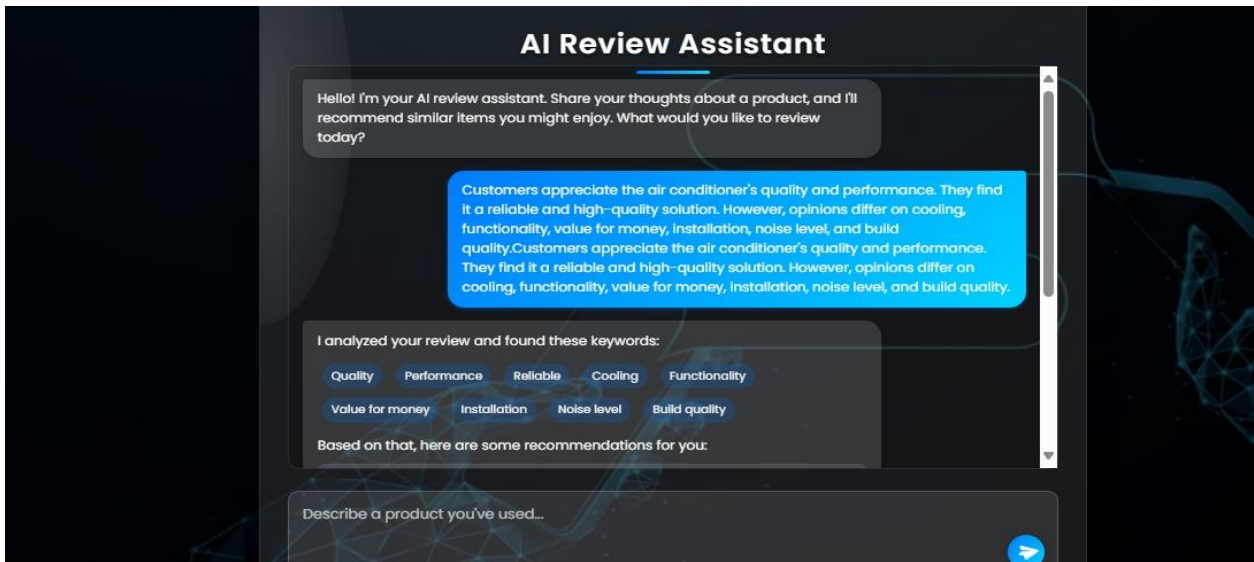 AI Review Assistant
Hello! I'm your AI review assistant. Share your thoughts about a product, and I'll
recommend similar items you might enjoy. What would you like to review
today?
Customers appreciate the air conditioner's quality and performance. They find
it a reliable and high-quality solution. However, opinions differ on cooling,
functionality, value for money, installation, noise level, and build
quality.Customers appreciate the air conditioner's quality and performance.
They find it a reliable and high-quality solution. However, opinions differ on
cooling, functionality, value for money, installation, noise level, and build quality.
I analyzed your review and found these keywords:
Quality Performance Reliable Cooling Functionality
Value for money Installation Noise level Build quality
Based on that, here are some recommendations for you:
Describe a product you've used...